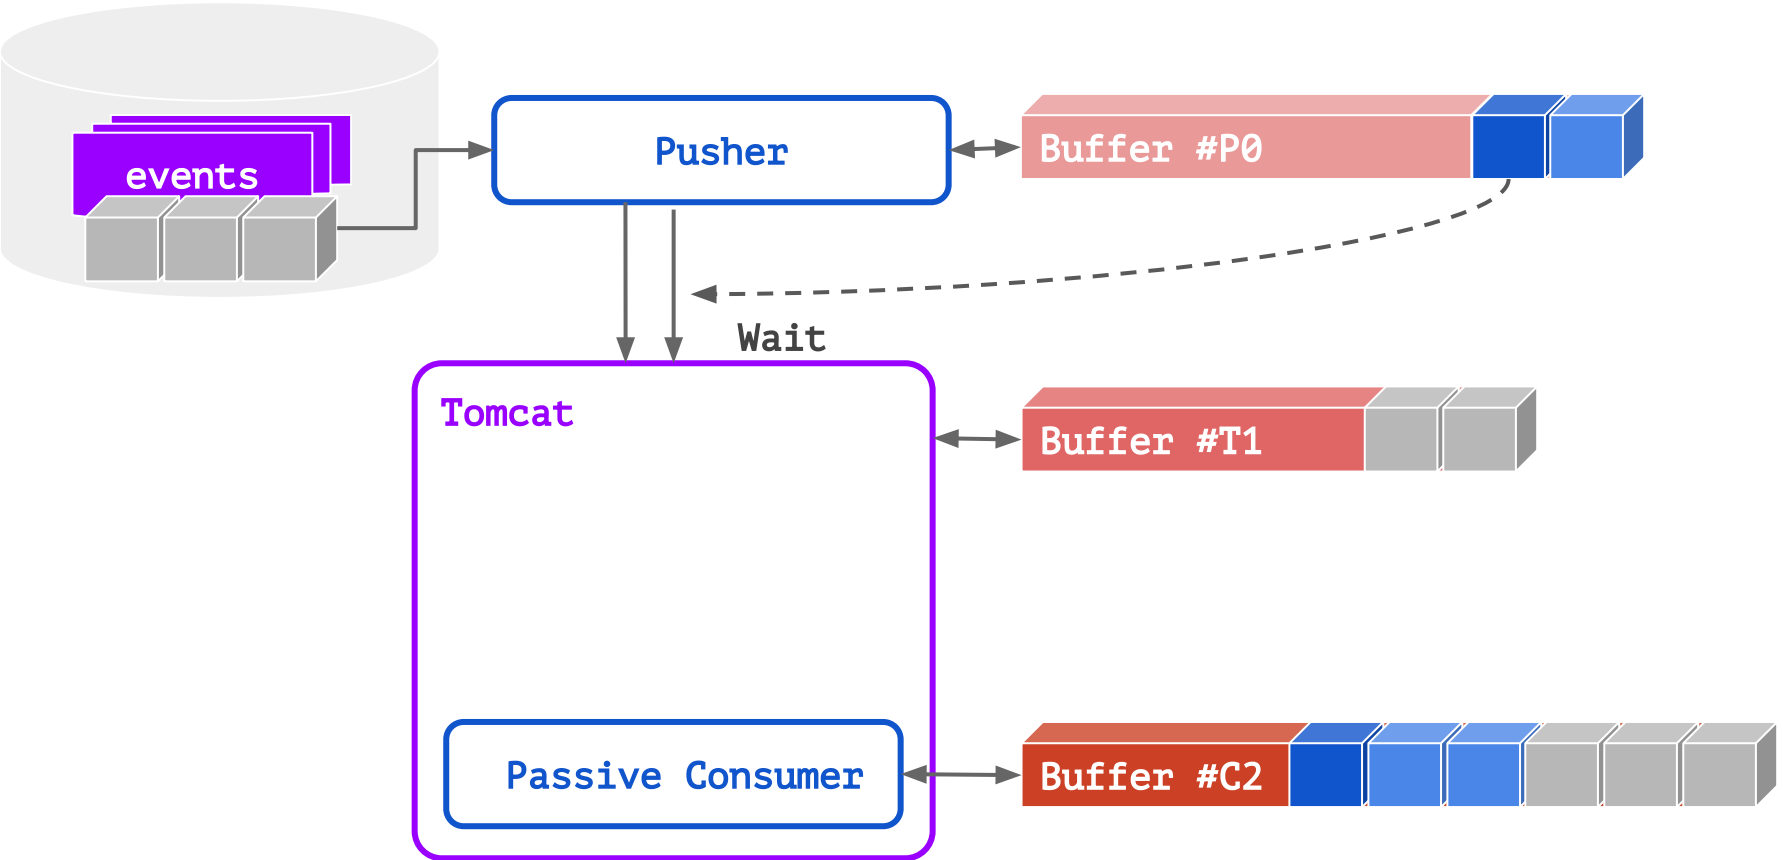 events
Pusher
Buffer #P0
Wait
Tomcat
Buffer #T1
Passive Consumer
Buffer #C2